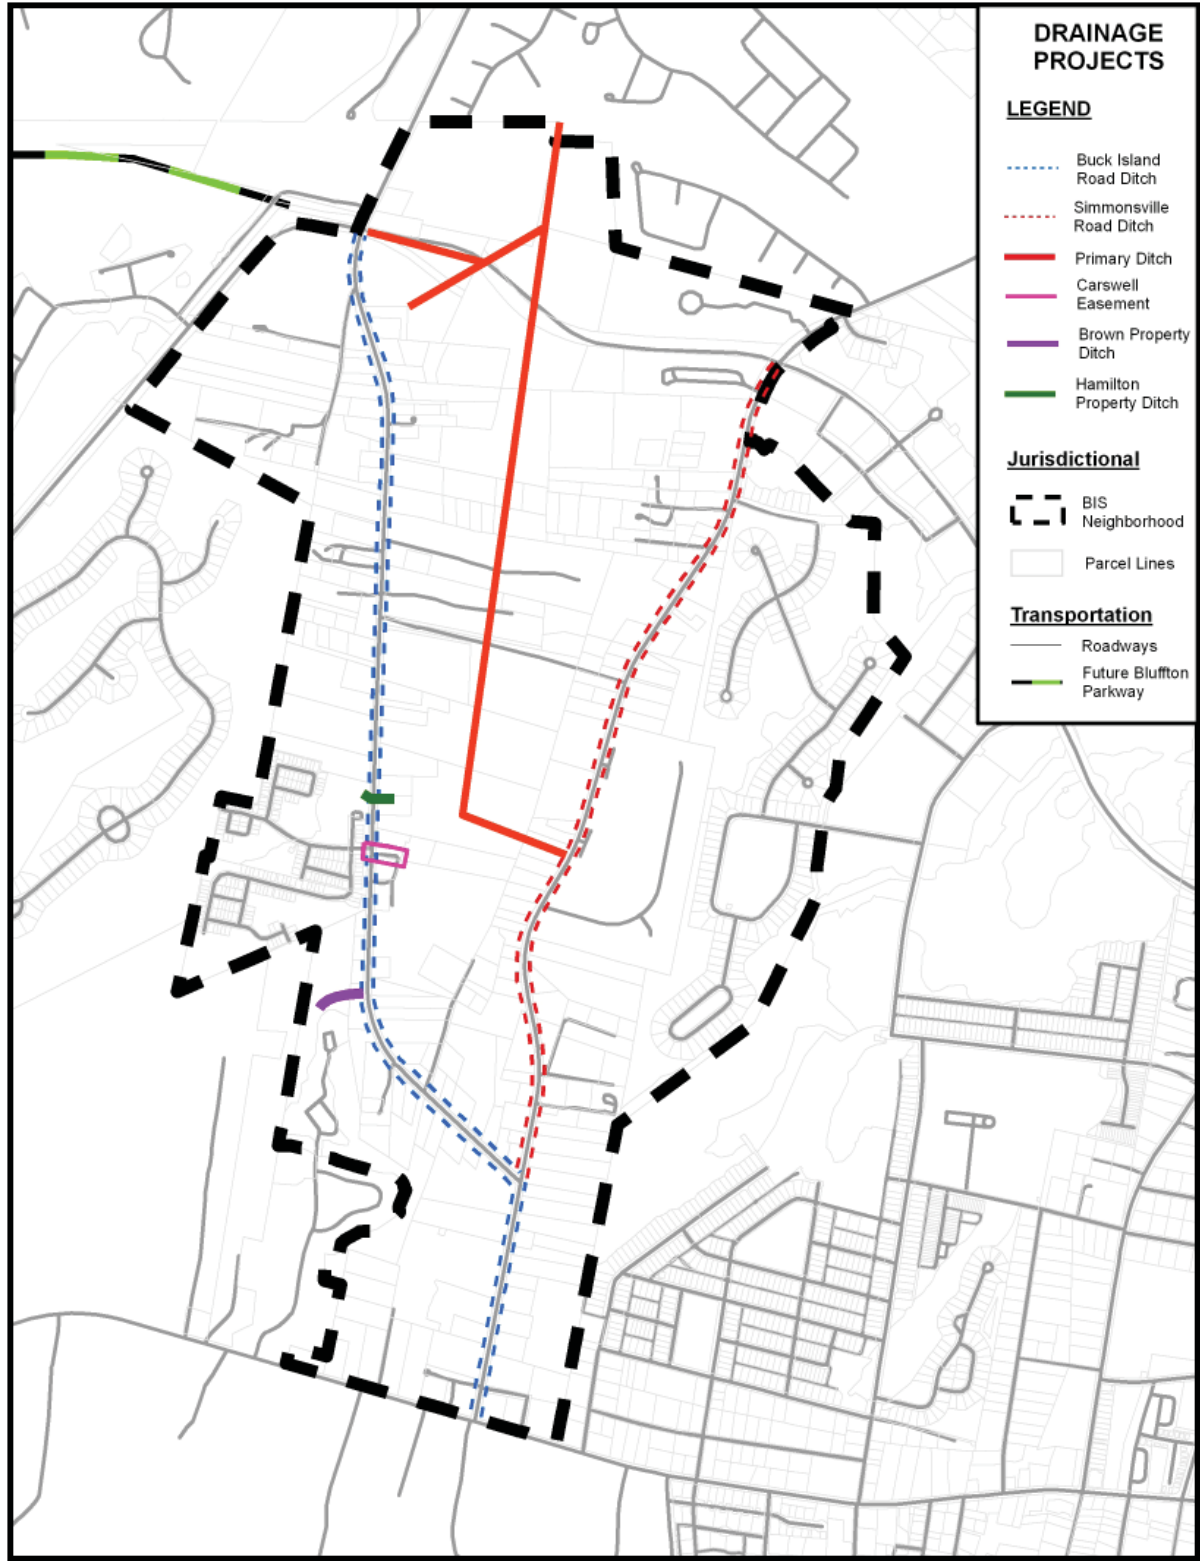 DRAINAGE
PROJECTS
LEGEND
Buck Island
Road Ditch
Simmonsville
Road Ditch
Primary Ditch
Carswell
Easement
Brown Property
Ditch
Hamilton
Property Ditch
Jurisdictional
BIS
Neighborhood
Parcel Lines
Transportation
Roadways
Future Bluffton
Parkway